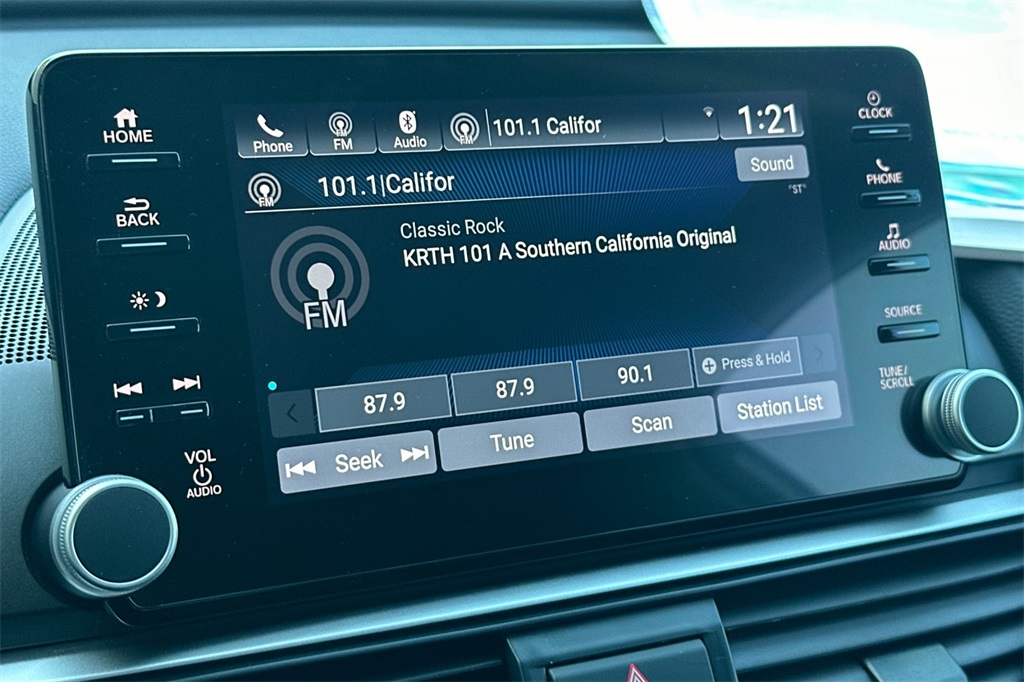 HOME
BACK
VOL
AUDIO
Phone
FM
Audio
FM
101.1 Califor
1:21
FM
101.1|Califor
Sound
"ST"
Classic Rock
KRTH 101 A Southern California Original
FM
87.9
87.9
90.1
Press & Hold
Seek
Tune
Scan
Station List
CLOCK
PHONE
AUDIO
SOURCE
TUNE/
SCROLL